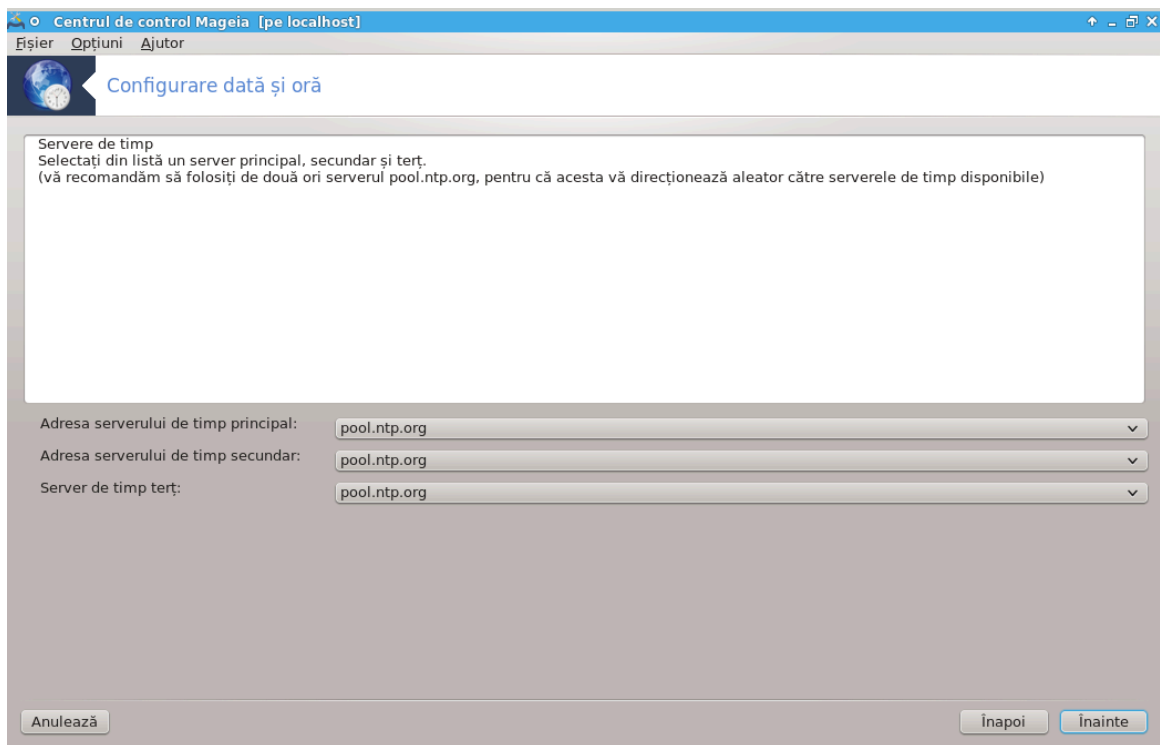 Centrul de control Mageia [pe localhost]
Fișier Opțiuni Ajutor
Configurare dată și oră
Servere de timp
Selectați din listă un server principal, secundar și terț.
(vă recomandăm să folosiți de două ori serverul pool.ntp.org, pentru că acesta vă direcționează aleator către serverele de timp disponibile)
Adresa serverului de timp principal: pool.ntp.org
Adresa serverului de timp secundar: pool.ntp.org
Server de timp terț: pool.ntp.org
Anulează Înapoi Înainte